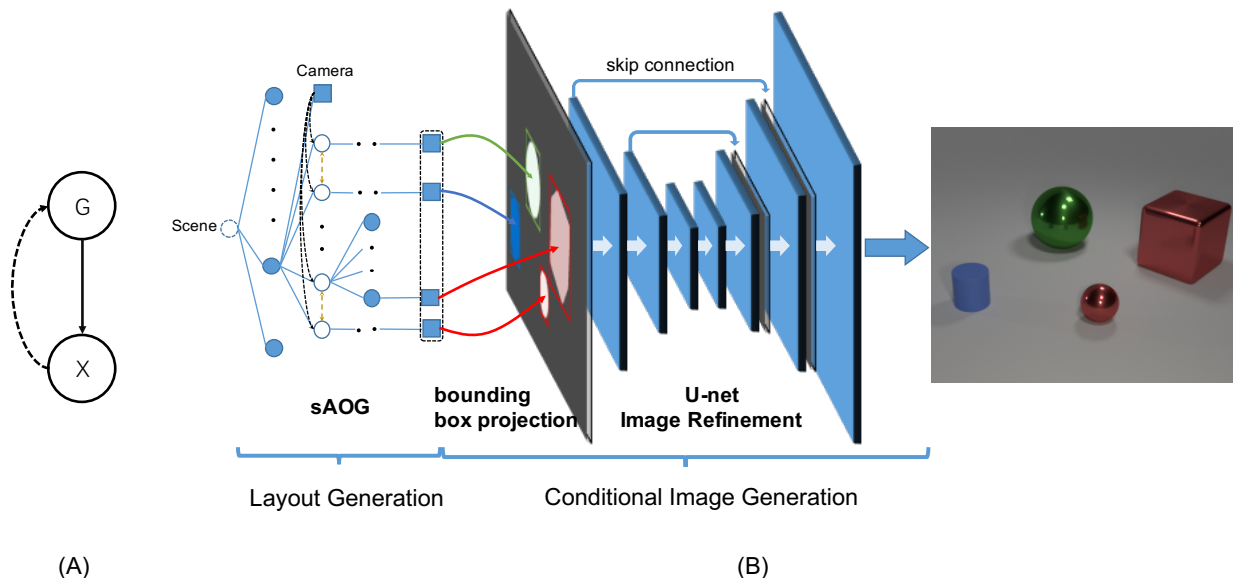 G
X
(A)
Camera
Scene
sAOG
bounding
box projection
skip connection
U-net
Image Refinement
Layout Generation
Conditional Image Generation
(B)